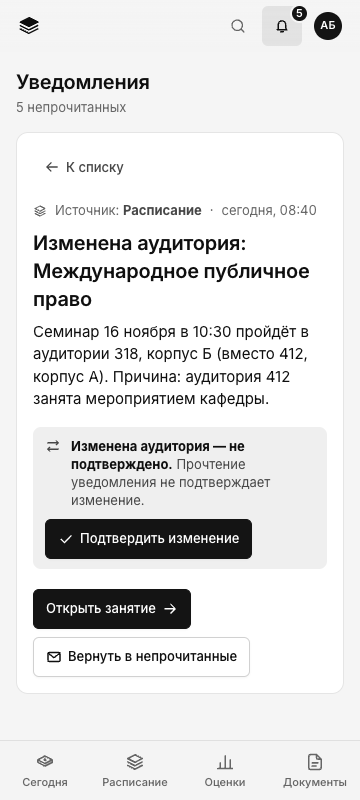 5
АБ
Уведомления
5 непрочитанных
К списку
Источник: Расписание · сегодня, 08:40
Изменена аудитория:
Международное публичное
право
Семинар 16 ноября в 10:30 пройдёт в
аудитории 318, корпус Б (вместо 412,
корпус А). Причина: аудитория 412
занята мероприятием кафедры.
Изменена аудитория — не
подтверждено. Прочтение
уведомления не подтверждает
изменение.
Подтвердить изменение
Открыть занятие
Вернуть в непрочитанные
Сегодня
Расписание
Оценки
Документы